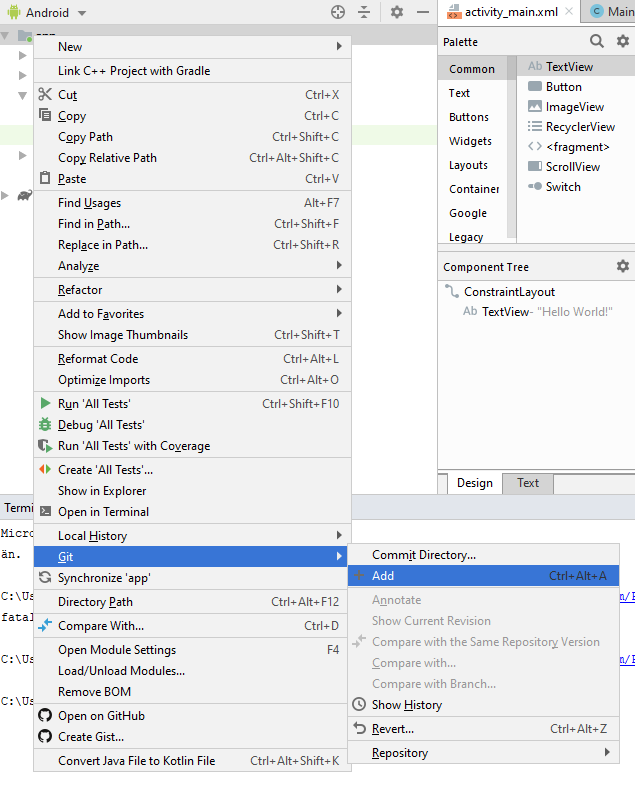 Android
activity_main.xml
Main
Palette
Common
Text
Buttons
Widgets
Layouts
Container
Google
Legacy
Ab TextView
Button
ImageView
RecyclerView
<fragment>
ScrollView
Switch
Component Tree
ConstraintLayout
Ab TextView- "Hello World!"
Design
Text
New
Link C++ Project with Gradle
Cut Ctrl+X
Copy Ctrl+C
Copy Path Ctrl+Shift+C
Copy Relative Path Ctrl+Alt+Shift+C
Paste Ctrl+V
Find Usages Alt+F7
Find in Path... Ctrl+Shift+F
Replace in Path... Ctrl+Shift+R
Analyze
Refactor
Add to Favorites
Show Image Thumbnails Ctrl+Shift+T
Reformat Code Ctrl+Alt+L
Optimize Imports Ctrl+Alt+O
Run 'All Tests' Ctrl+Shift+F10
Debug 'All Tests'
Run 'All Tests' with Coverage
Create 'All Tests'...
Show in Explorer
Open in Terminal
Local History
Git
Synchronize 'app'
Directory Path Ctrl+Alt+F12
Compare With... Ctrl+D
Open Module Settings F4
Load/Unload Modules...
Remove BOM
Open on GitHub
Create Gist...
Convert Java File to Kotlin File Ctrl+Alt+Shift+K
Commit Directory...
Add Ctrl+Alt+A
Annotate
Show Current Revision
Compare with the Same Repository Version
Compare with...
Compare with Branch...
Show History
Revert... Ctrl+Alt+Z
Repository
Termi
Micro
än.
C:\Us
fatal
C:\Us
C:\Us